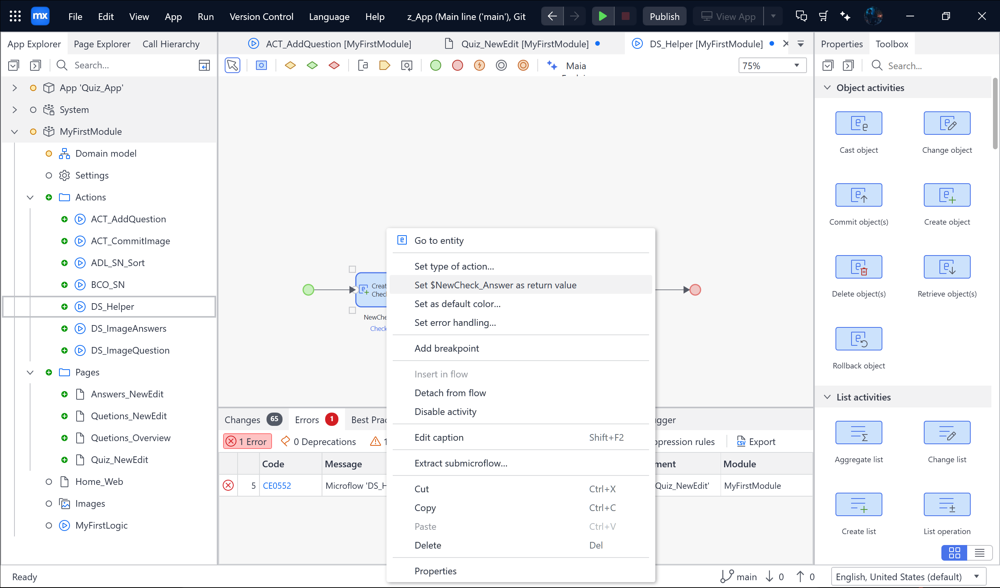 mx File Edit View App Run Version Control Language Help z_App (Main line ('main'), Git Publish View App
App Explorer Page Explorer Call Hierarchy
Search...
App 'Quiz_App'
System
MyFirstModule
Domain model
Settings
Actions
ACT_AddQuestion
ACT_CommitImage
ADL_SN_Sort
BCO_SN
DS_Helper
DS_ImageAnswers
DS_ImageQuestion
Pages
Answers_NewEdit
Quetions_NewEdit
Quetions_Overview
Quiz_NewEdit
Home_Web
Images
MyFirstLogic
ACT_AddQuestion [MyFirstModule] Quiz_NewEdit [MyFirstModule] DS_Helper [MyFirstModule]
Maia
75%
Creat
Chec
NewChe
Check
Go to entity
Set type of action...
Set $NewCheck_Answer as return value
Set as default color...
Set error handling...
Add breakpoint
Insert in flow
Detach from flow
Disable activity
Edit caption Shift+F2
Extract submicroflow...
Cut Ctrl+X
Copy Ctrl+C
Paste Ctrl+V
Delete Del
Properties
Changes 65 Errors 1 Best Prac gger
1 Error 0 Deprecations 1 ppression rules Export
Code Message ment Module
5 CE0552 Microflow 'DS_H Quiz_NewEdit' MyFirstModule
Properties Toolbox
Search...
Object activities
Cast object Change object
Commit object(s) Create object
Delete object(s) Retrieve object(s)
Rollback object
List activities
Aggregate list Change list
Create list List operation
Ready main 0 0 English, United States (default)